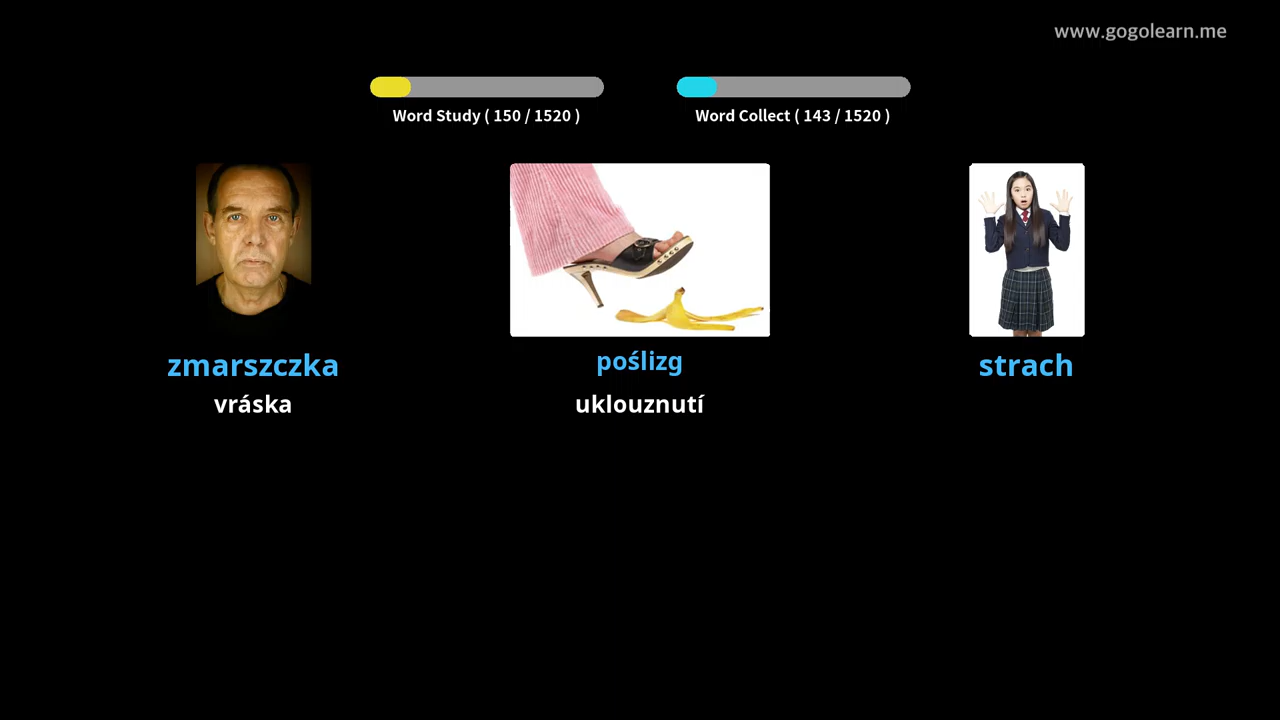 www.gogolearn.me
Word Study ( 150 / 1520 )
Word Collect ( 143 / 1520 )
zmarszczka
poślizg
strach
vráska
uklouznutí